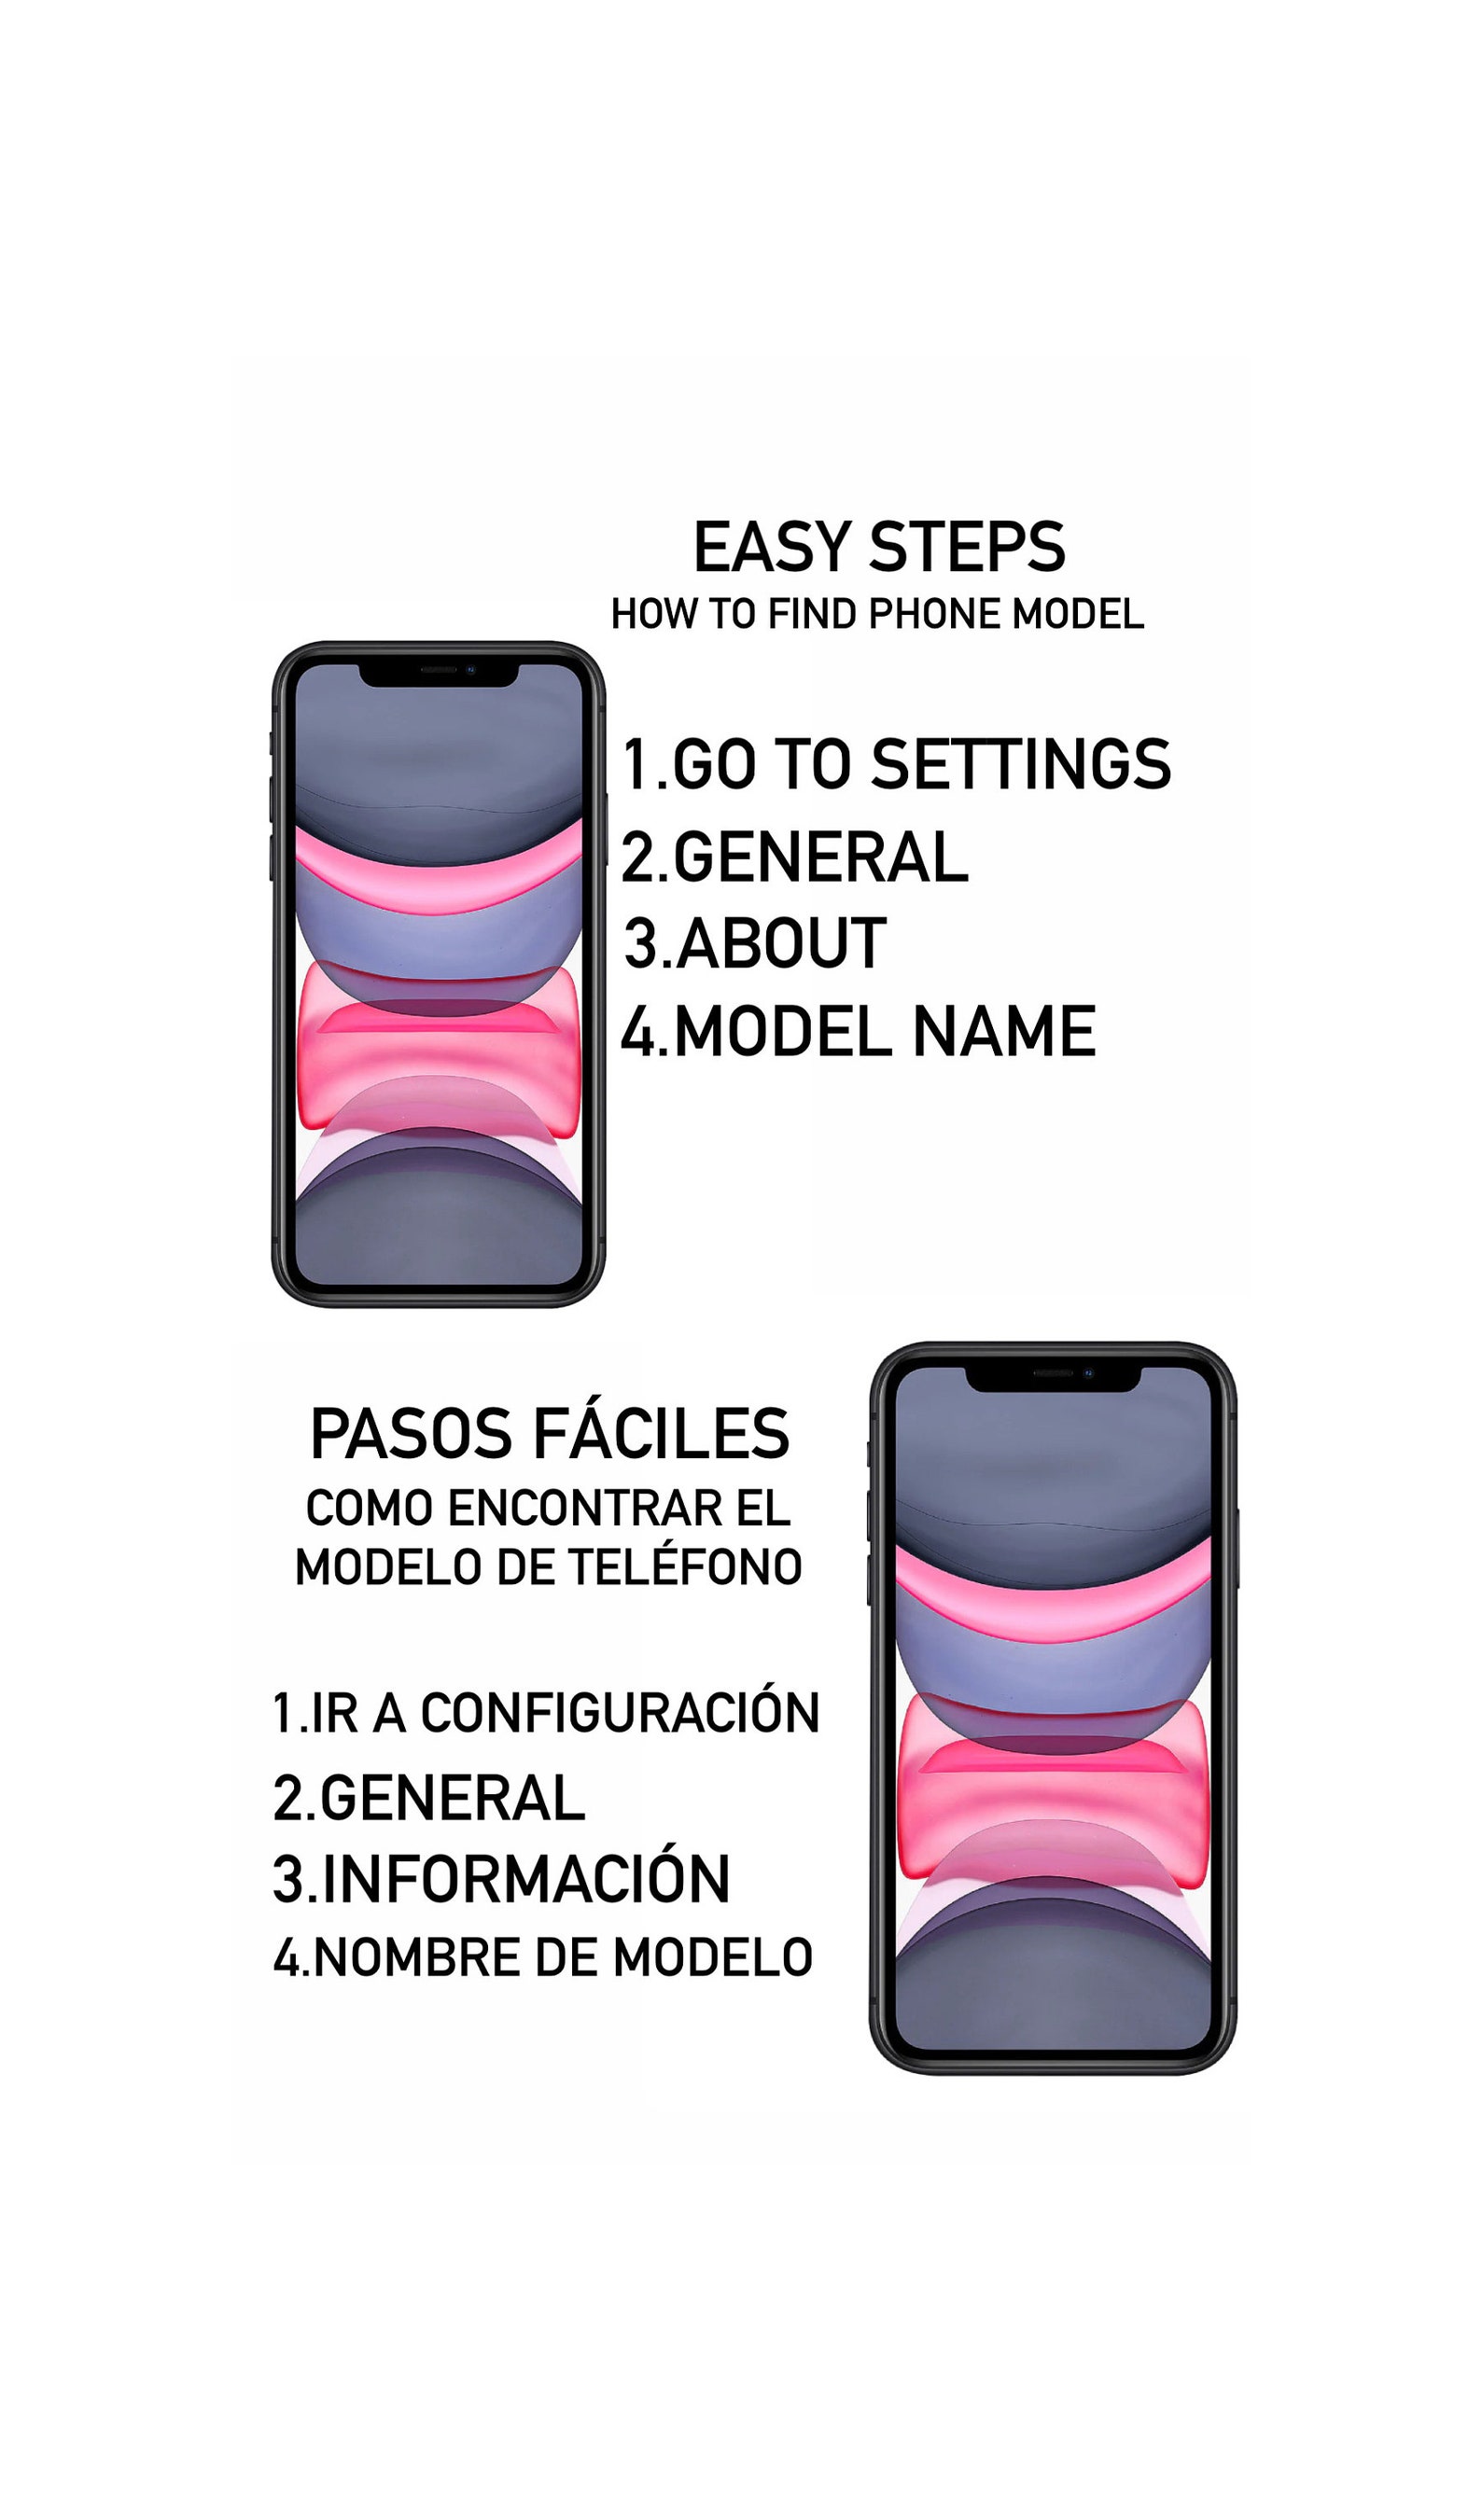 EASY STEPS
HOW TO FIND PHONE MODEL
1.GO TO SETTINGS
2.GENERAL
3.ABOUT
4.MODEL NAME
PASOS FÁCILES
COMO ENCONTRAR EL
MODELO DE TELÉFONO
1.IR A CONFIGURACIÓN
2.GENERAL
3.INFORMACIÓN
4.NOMBRE DE MODELO